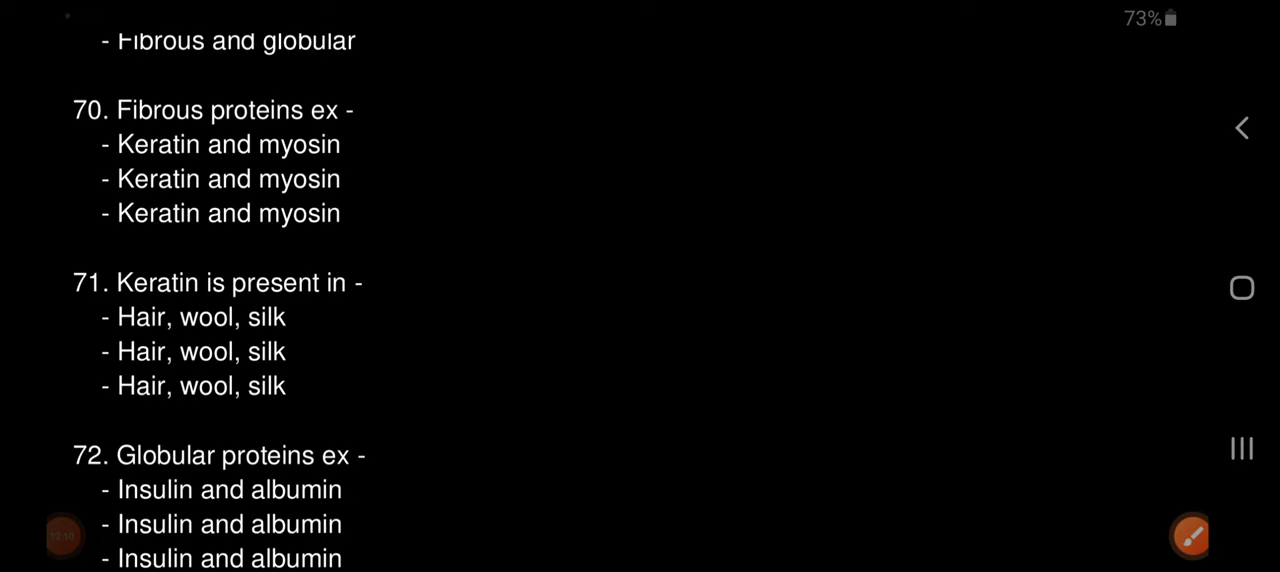 73%
- Fibrous and globular
70. Fibrous proteins ex -
- Keratin and myosin
- Keratin and myosin
- Keratin and myosin
71. Keratin is present in -
- Hair, wool, silk
- Hair, wool, silk
- Hair, wool, silk
72. Globular proteins ex -
- Insulin and albumin
- Insulin and albumin
12:10
- Insulin and albumin